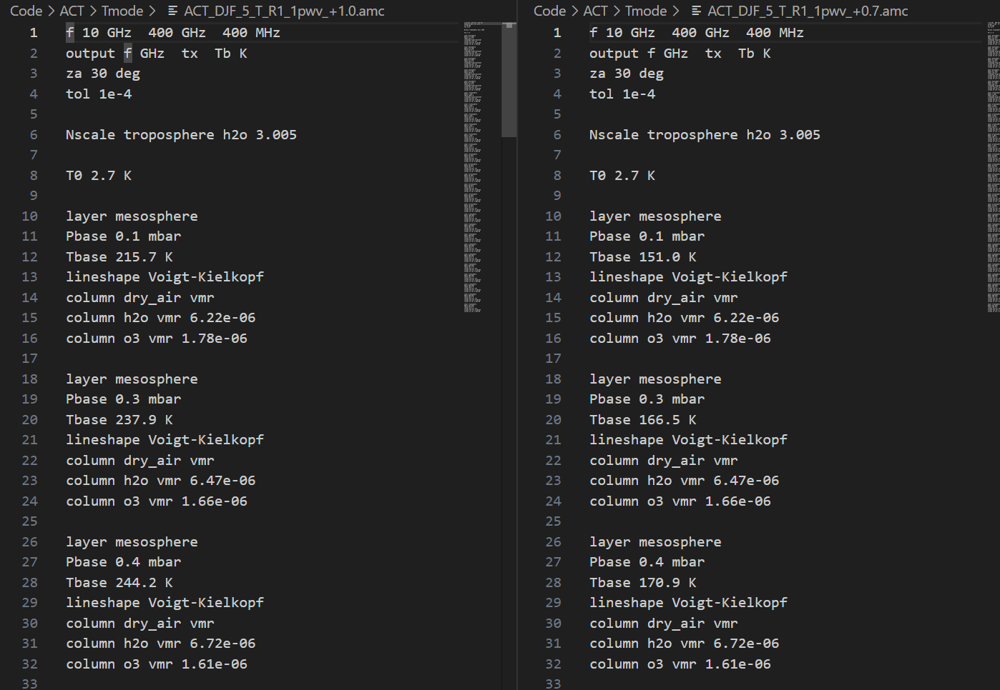 Code > ACT > Tmode > ACT_DJF_5_T_R1_1pwv_+1.0.amc
1 f 10 GHz  400 GHz  400 MHz
2 output f GHz  tx  Tb K
3 za 30 deg
4 tol 1e-4
5
6 Nscale troposphere h2o 3.005
7
8 T0 2.7 K
9
10 layer mesosphere
11 Pbase 0.1 mbar
12 Tbase 215.7 K
13 lineshape Voigt-Kielkopf
14 column dry_air vmr
15 column h2o vmr 6.22e-06
16 column o3 vmr 1.78e-06
17
18 layer mesosphere
19 Pbase 0.3 mbar
20 Tbase 237.9 K
21 lineshape Voigt-Kielkopf
22 column dry_air vmr
23 column h2o vmr 6.47e-06
24 column o3 vmr 1.66e-06
25
26 layer mesosphere
27 Pbase 0.4 mbar
28 Tbase 244.2 K
29 lineshape Voigt-Kielkopf
30 column dry_air vmr
31 column h2o vmr 6.72e-06
32 column o3 vmr 1.61e-06
33
Code > ACT > Tmode > ACT_DJF_5_T_R1_1pwv_+0.7.amc
1 f 10 GHz  400 GHz  400 MHz
2 output f GHz  tx  Tb K
3 za 30 deg
4 tol 1e-4
5
6 Nscale troposphere h2o 3.005
7
8 T0 2.7 K
9
10 layer mesosphere
11 Pbase 0.1 mbar
12 Tbase 151.0 K
13 lineshape Voigt-Kielkopf
14 column dry_air vmr
15 column h2o vmr 6.22e-06
16 column o3 vmr 1.78e-06
17
18 layer mesosphere
19 Pbase 0.3 mbar
20 Tbase 166.5 K
21 lineshape Voigt-Kielkopf
22 column dry_air vmr
23 column h2o vmr 6.47e-06
24 column o3 vmr 1.66e-06
25
26 layer mesosphere
27 Pbase 0.4 mbar
28 Tbase 170.9 K
29 lineshape Voigt-Kielkopf
30 column dry_air vmr
31 column h2o vmr 6.72e-06
32 column o3 vmr 1.61e-06
33